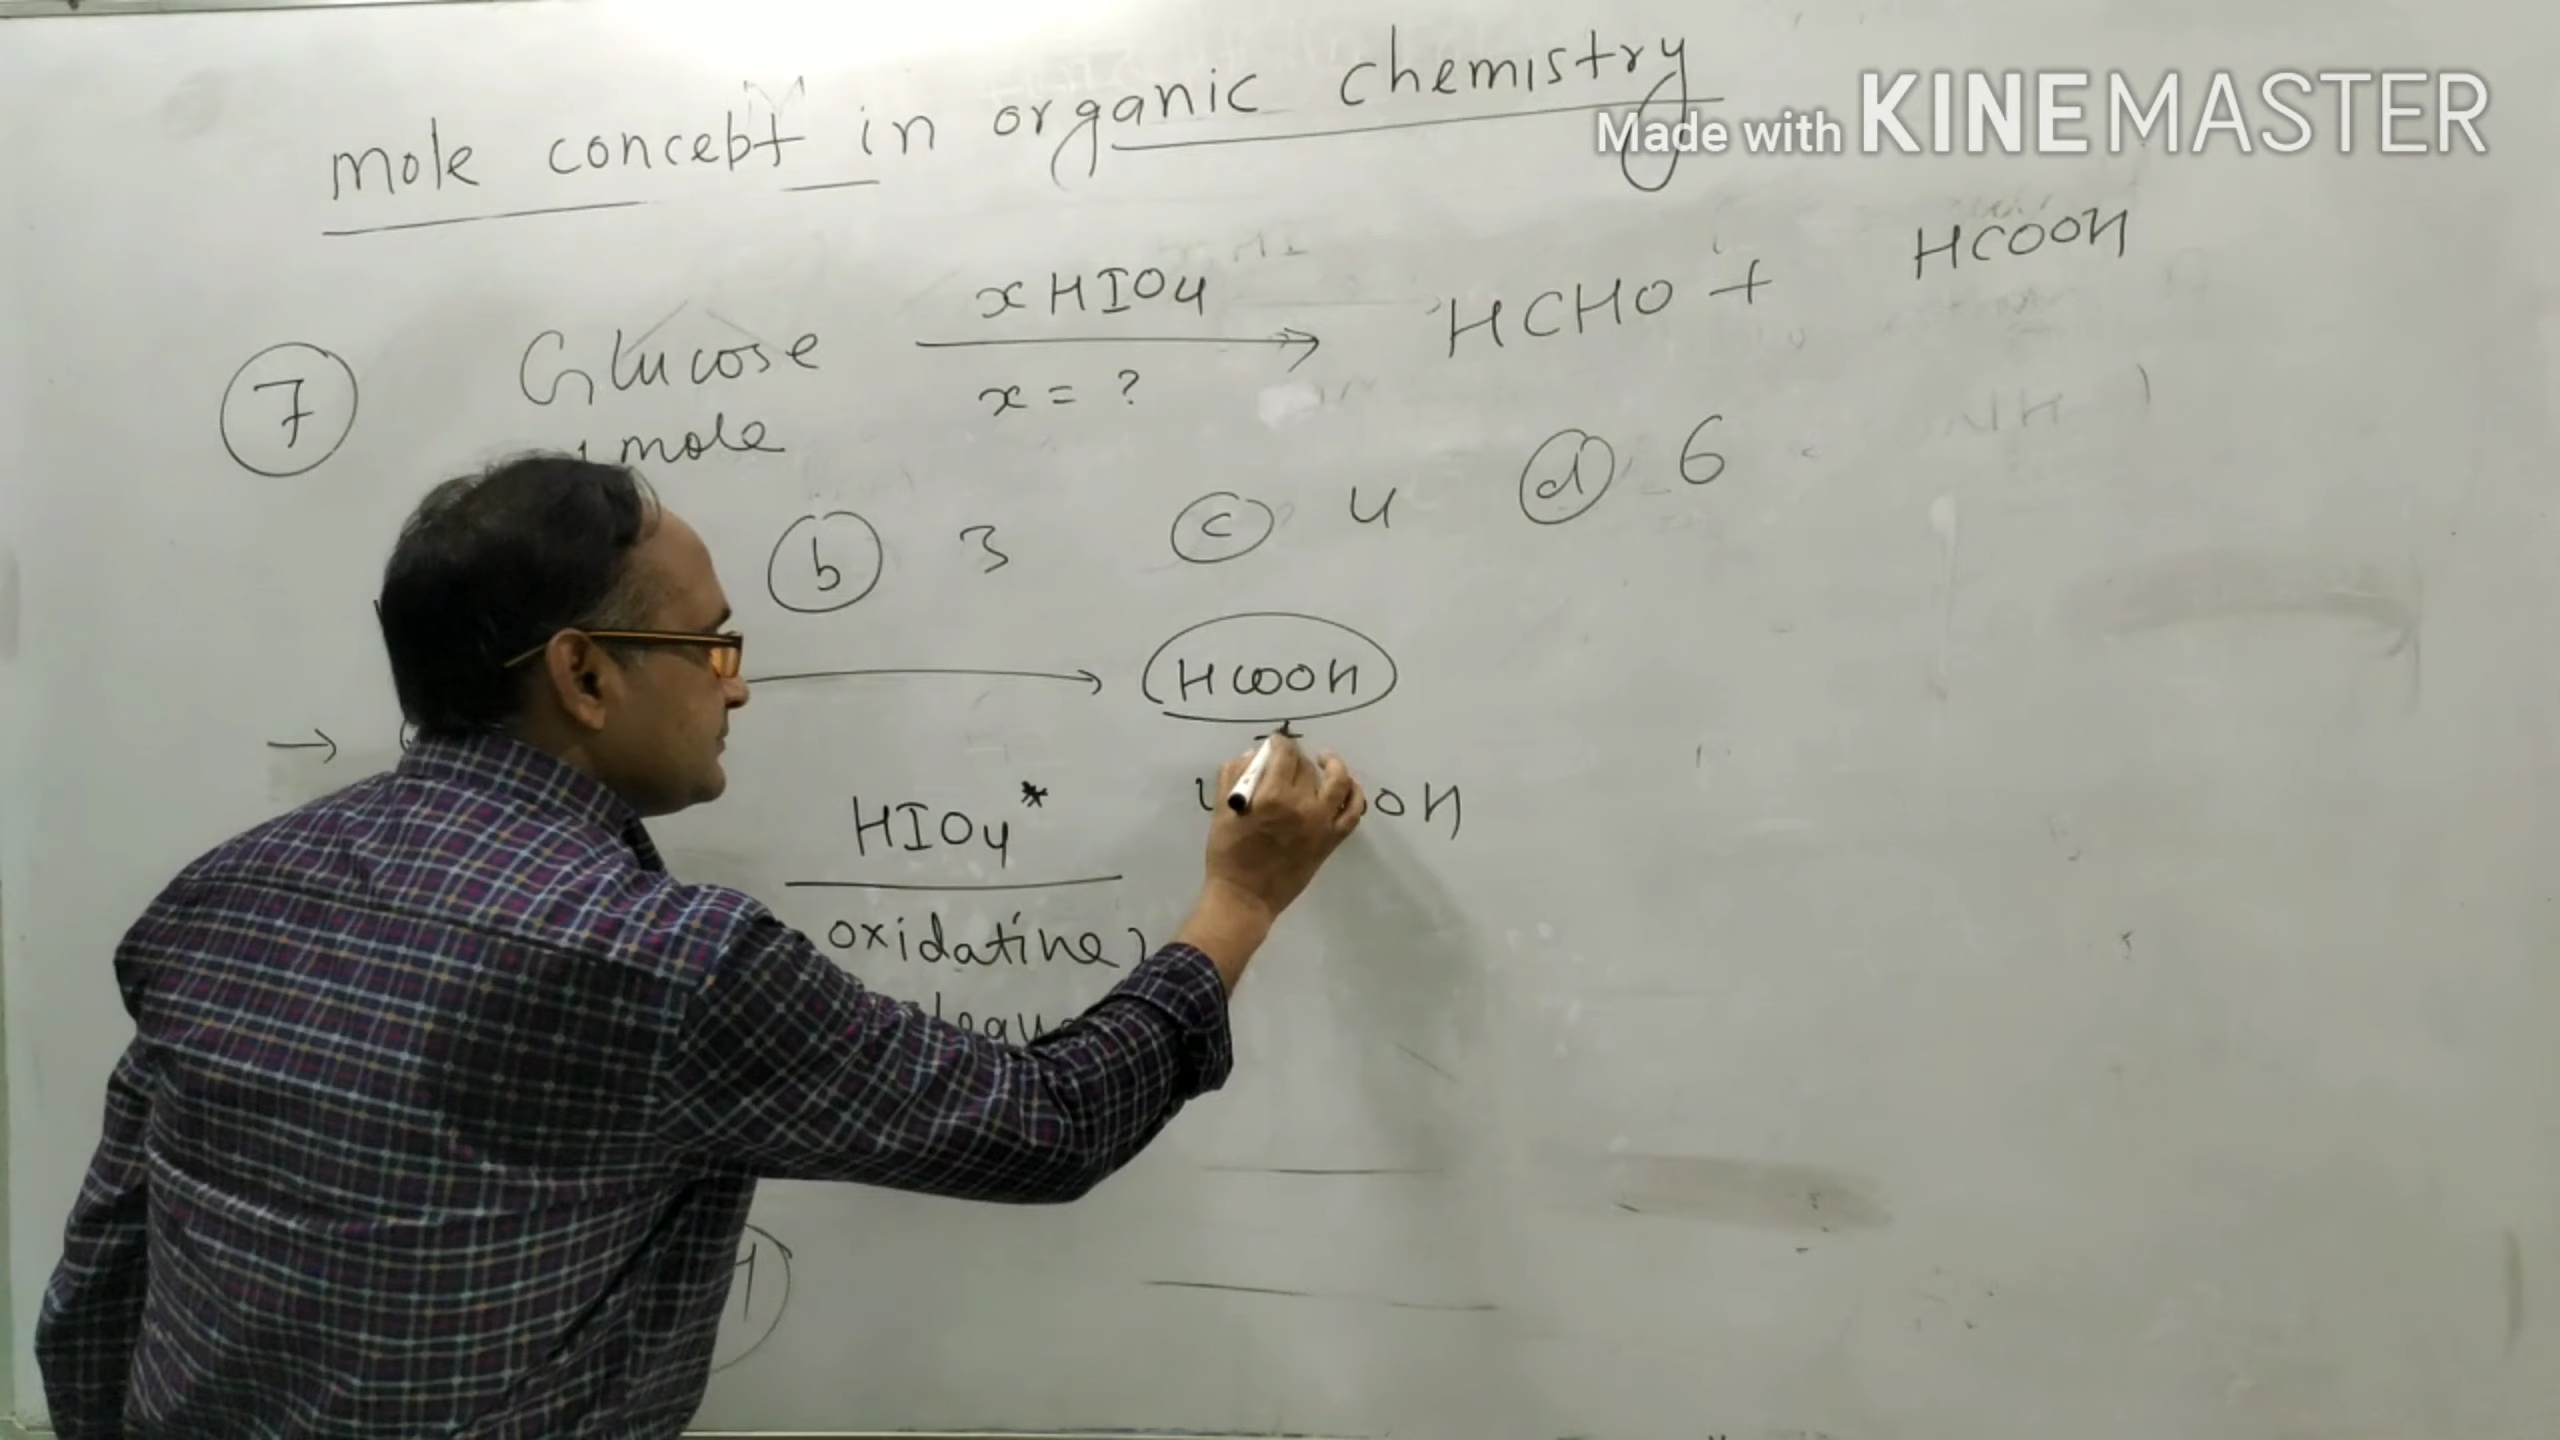 mole concept in organic chemistry
Made with KINEMASTER
7 Glucose x HIO4 HCHO + HCOOH
x = ?
1 mole
b 3 c 4 d 6
→ HCOOH
HIO4*
oxidative